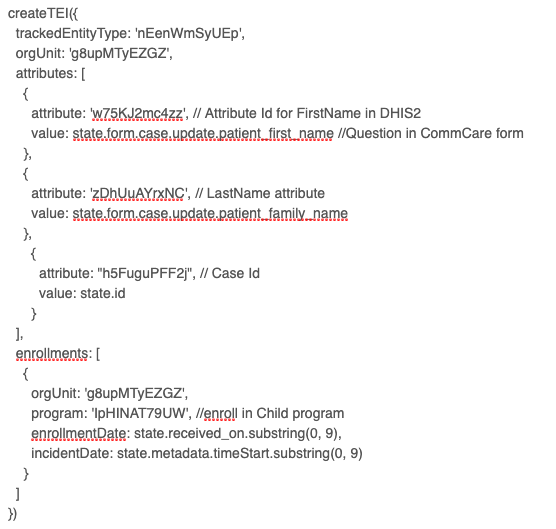 createTEI({
trackedEntityType: 'nEenWmSyUEp',
orgUnit: 'g8upMTyEZGZ',
attributes: [
{
attribute: 'w75KJ2mc4zz', // Attribute Id for FirstName in DHIS2
value: state.form.case.update.patient_first_name //Question in CommCare form
},
{
attribute: 'zDhUuAYrxNC', // LastName attribute
value: state.form.case.update.patient_family_name
},
{
attribute: "h5FuguPFF2j", // Case Id
value: state.id
}
],
enrollments: [
{
orgUnit: 'g8upMTyEZGZ',
program: 'IpHINAT79UW', //enroll in Child program
enrollmentDate: state.received_on.substring(0, 9),
incidentDate: state.metadata.timeStart.substring(0, 9)
}
]
})